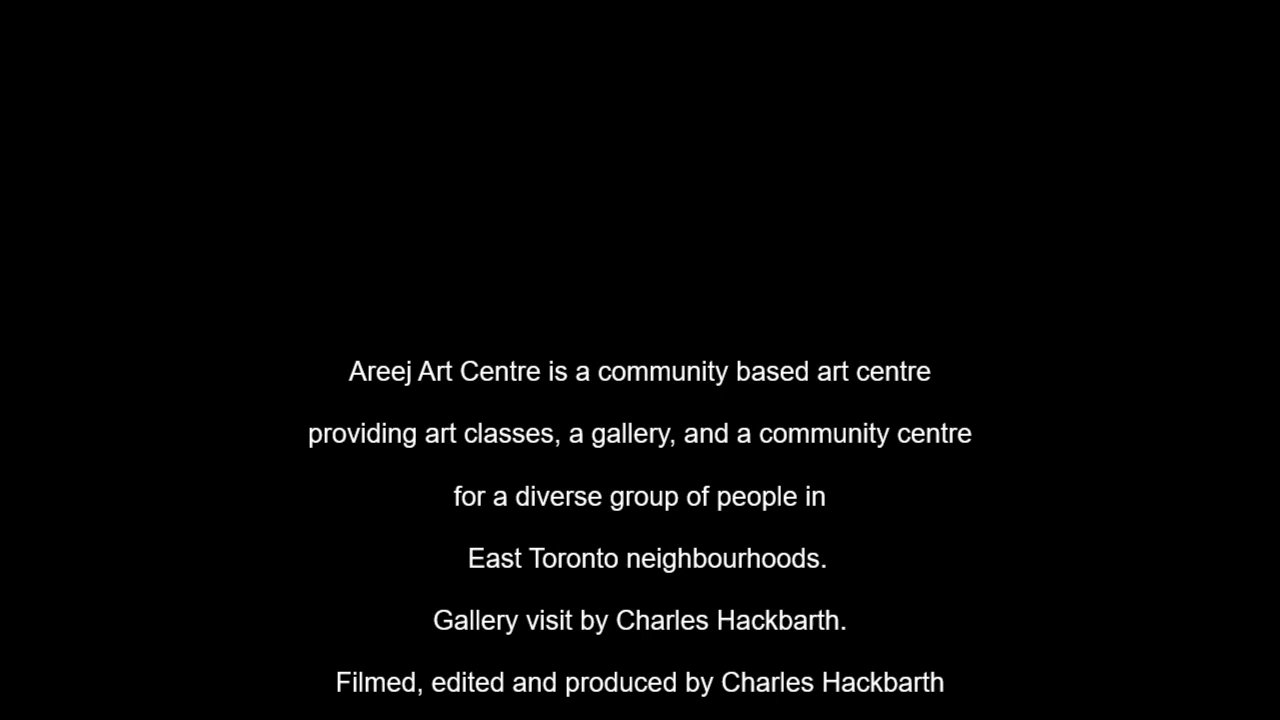 Areej Art Centre is a community based art centre
providing art classes, a gallery, and a community centre
for a diverse group of people in
East Toronto neighbourhoods.
Gallery visit by Charles Hackbarth.
Filmed, edited and produced by Charles Hackbarth